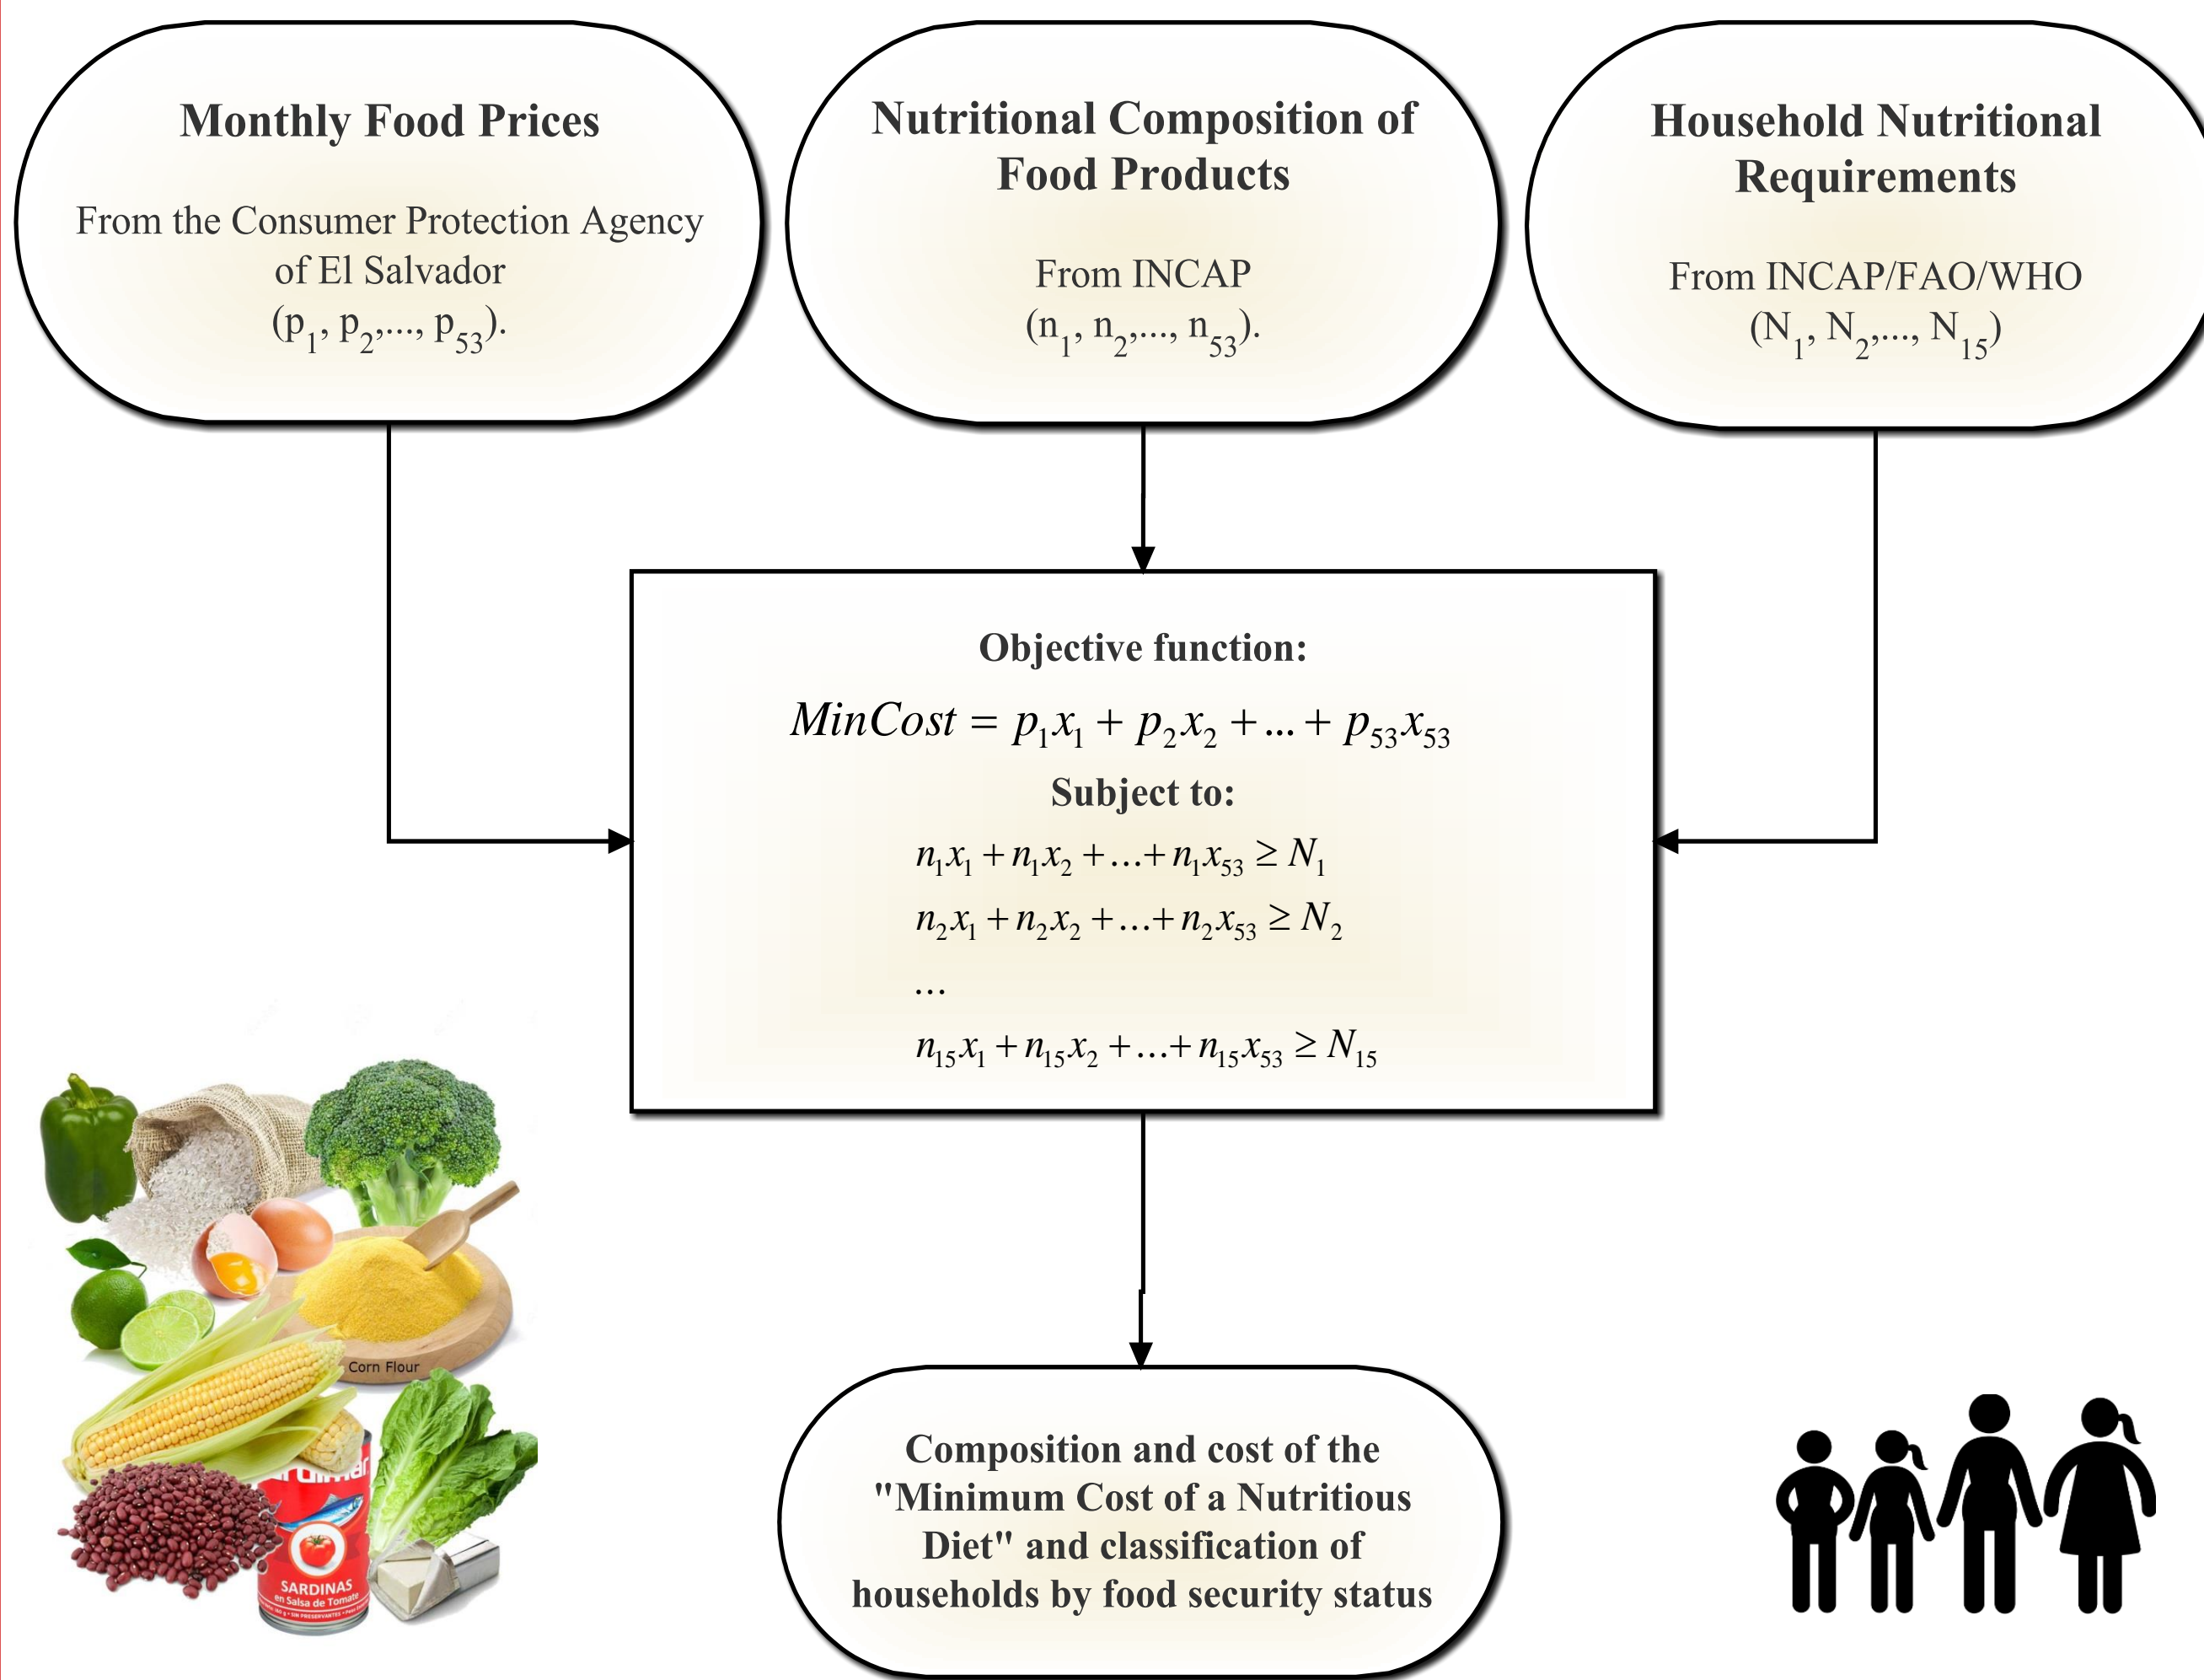 Monthly Food Prices
From the Consumer Protection Agency
of El Salvador
(p₁, p₂,..., p₅₃).
Nutritional Composition of
Food Products
From INCAP
(n₁, n₂,..., n₅₃).
Household Nutritional
Requirements
From INCAP/FAO/WHO
(N₁, N₂,..., N₁₅)
Objective function:
MinCost = p₁x₁ + p₂x₂ + ... + p₅₃x₅₃
Subject to:
n₁x₁ + n₁x₂ + ... + n₁x₅₃ ≥ N₁
n₂x₁ + n₂x₂ + ... + n₂x₅₃ ≥ N₂
...
n₁₅x₁ + n₁₅x₂ + ... + n₁₅x₅₃ ≥ N₁₅
Corn Flour
SARDINAS
en Salsa de Tomate
Composition and cost of the
"Minimum Cost of a Nutritious
Diet" and classification of
households by food security status